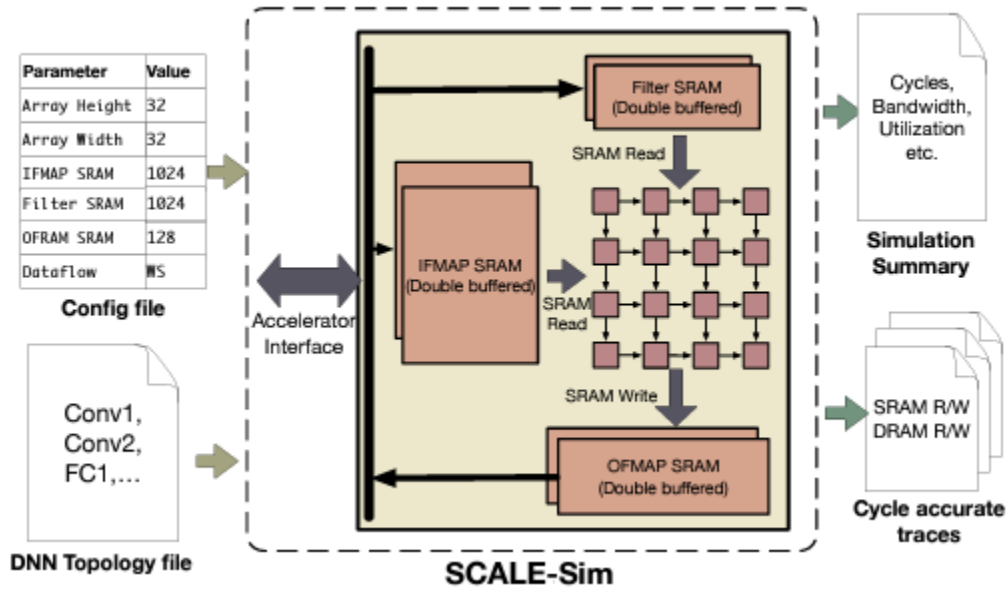 Parameter Value
Array Height 32
Array Width 32
IFMAP SRAM 1024
Filter SRAM 1024
OFRAM SRAM 128
Dataflow WS
Config file
Conv1,
Conv2,
FC1,...
DNN Topology file
Accelerator
Interface
Filter SRAM
(Double buffered)
SRAM Read
IFMAP SRAM
(Double buffered)
SRAM
Read
SRAM Write
OFMAP SRAM
(Double buffered)
SCALE-Sim
Cycles,
Bandwidth,
Utilization
etc.
Simulation
Summary
SRAM R/W
DRAM R/W
Cycle accurate
traces